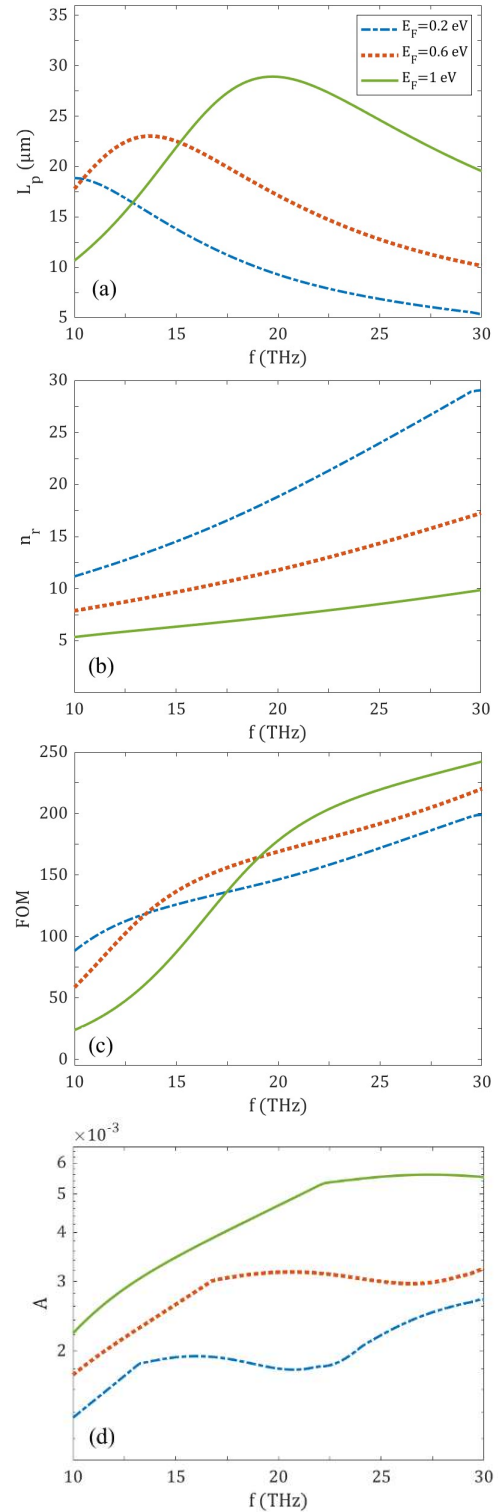 35
30
25
20
15
10
5
L_p (μm)
E_F=0.2 eV
E_F=0.6 eV
E_F=1 eV
(a)
10 15 20 25 30
f (THz)
30
25
20
15
10
5
n_r
(b)
10 15 20 25 30
f (THz)
250
200
150
100
50
0
FOM
(c)
10 15 20 25 30
f (THz)
×10⁻³
6
5
4
3
2
A
(d)
10 15 20 25 30
f (THz)